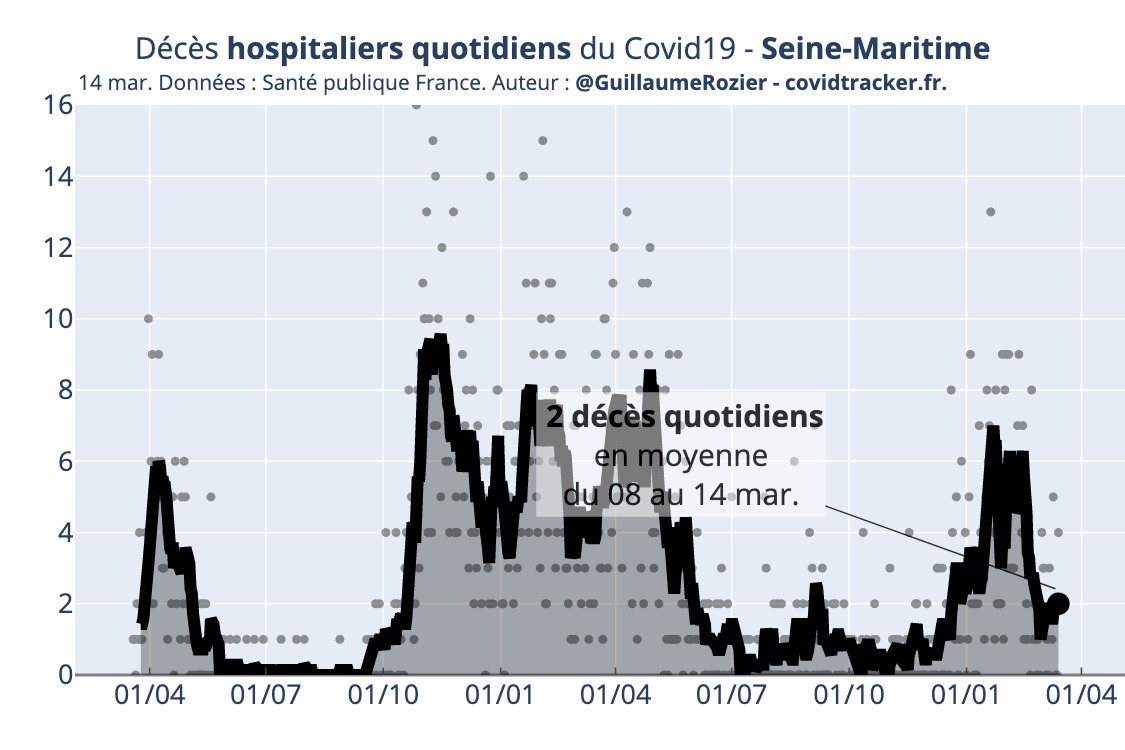 Décès hospitaliers quotidiens du Covid19 - Seine-Maritime
14 mar. Données : Santé publique France. Auteur : @GuillaumeRozier - covidtracker.fr.
16
14
12
10
8
6
4
2
0
2 décès quotidiens
en moyenne
du 08 au 14 mar.
01/04 01/07 01/10 01/01 01/04 01/07 01/10 01/01 01/04